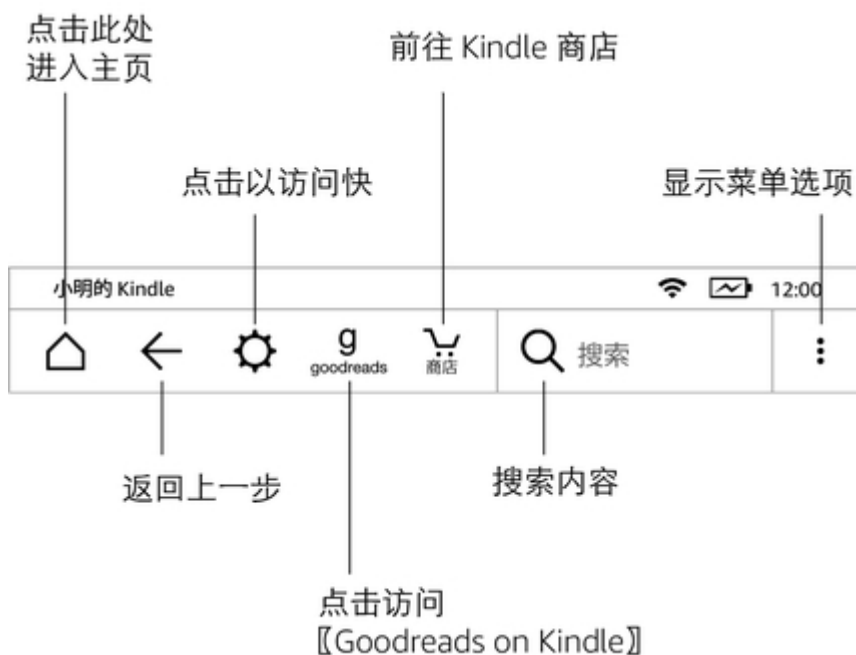 点击此处
进入主页
前往 Kindle 商店
点击以访问快
显示菜单选项
小明的 Kindle
12:00
g
goodreads
商店
搜索
返回上一步
搜索内容
点击访问
〖Goodreads on Kindle〗